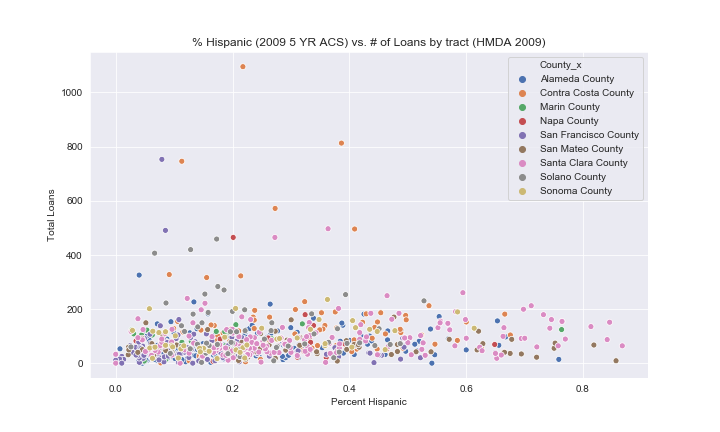 % Hispanic (2009 5 YR ACS) vs. # of Loans by tract (HMDA 2009)
County_x
Alameda County
Contra Costa County
Marin County
Napa County
San Francisco County
San Mateo County
Santa Clara County
Solano County
Sonoma County
Total Loans
1000
800
600
400
200
0
0.0 0.2 0.4 0.6 0.8
Percent Hispanic